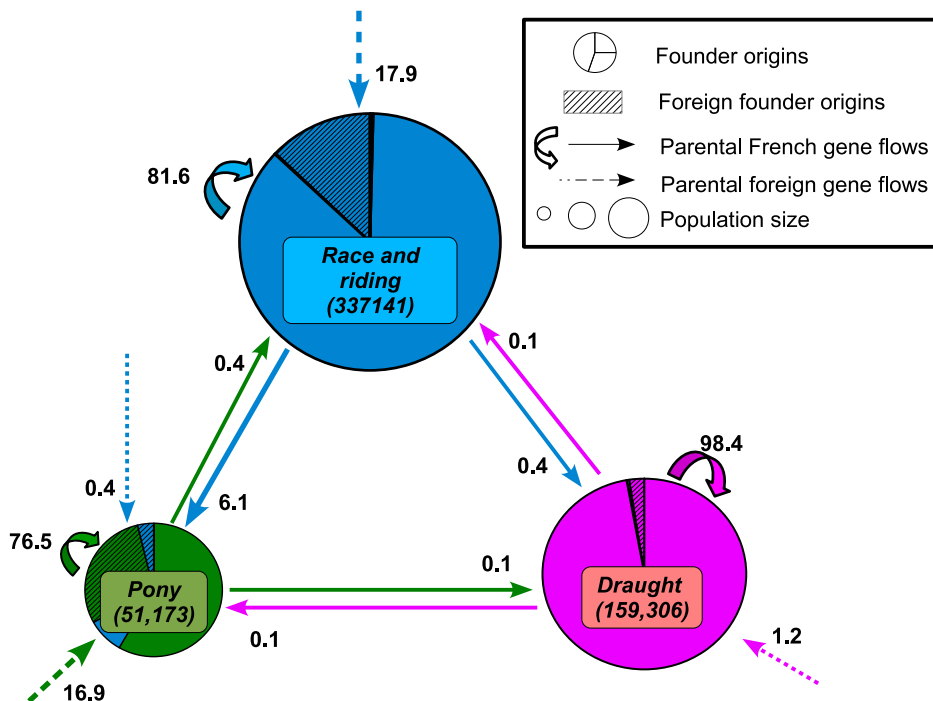 17.9
Founder origins
Foreign founder origins
Parental French gene flows
Parental foreign gene flows
Population size
81.6
Race and
riding
(337141)
0.4
0.1
0.4
98.4
0.4
6.1
76.5
0.1
Pony
(51,173)
Draught
(159,306)
0.1
1.2
16.9